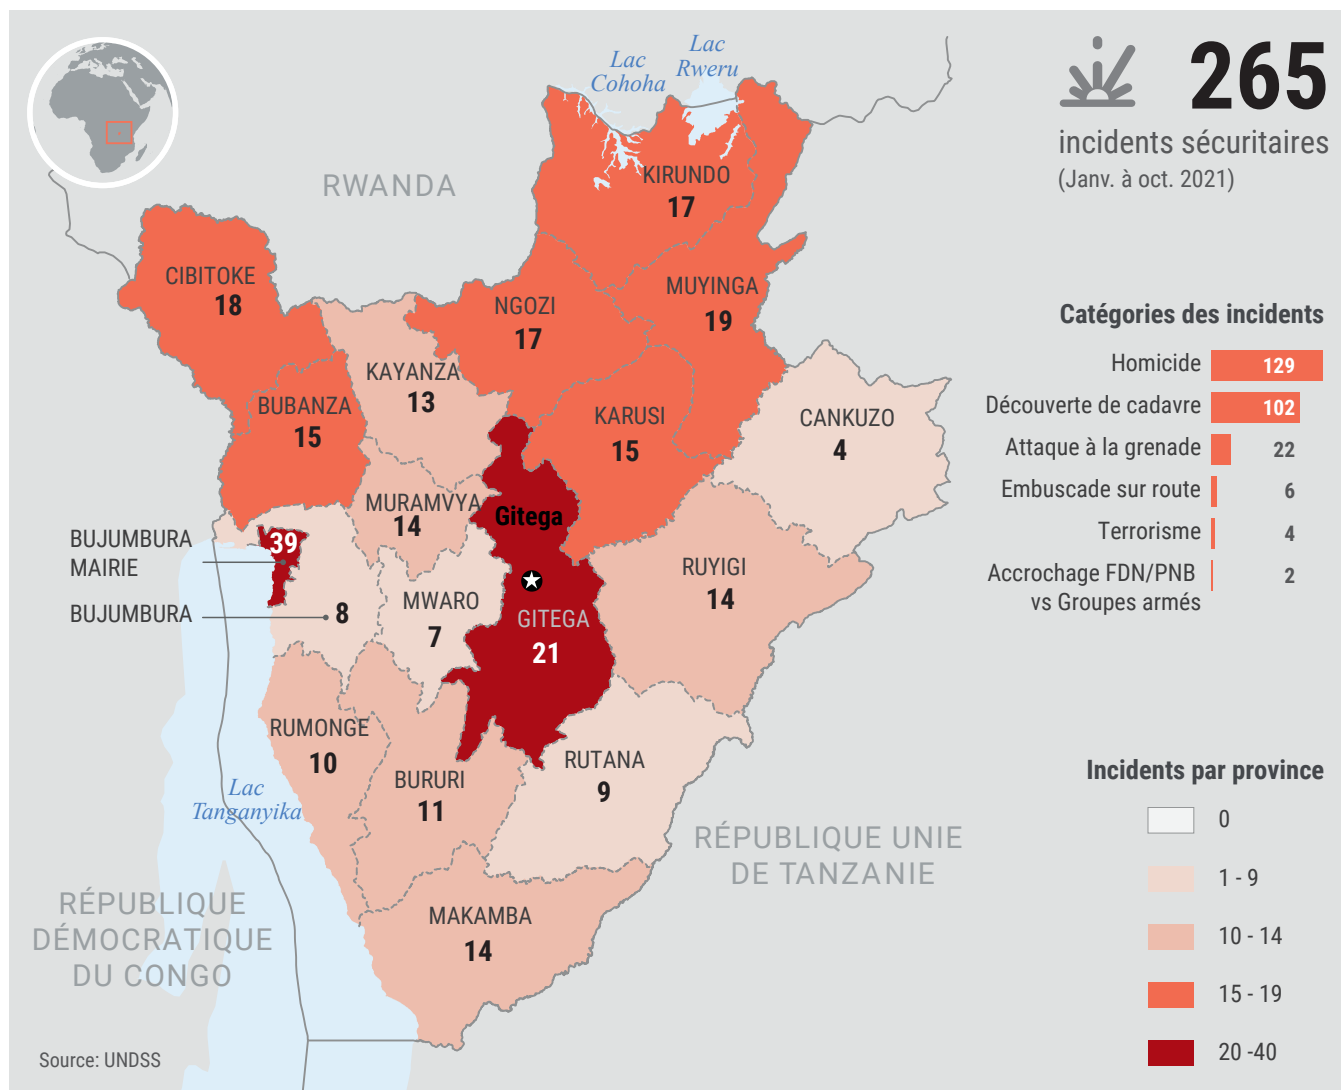 265
incidents sécuritaires
(Janv. à oct. 2021)
Lac
Cohoha
Lac
Rweru
RWANDA
KIRUNDO
17
CIBITOKE
18
MUYINGA
19
NGOZI
17
KAYANZA
13
BUBANZA
15
KARUSI
15
CANKUZO
4
MURAMVYA
14
Gitega
BUJUMBURA
MAIRIE
39
BUJUMBURA
8
MWARO
7
GITEGA
21
RUYIGI
14
RUMONGE
10
BURURI
11
RUTANA
9
Lac
Tanganyika
MAKAMBA
14
RÉPUBLIQUE UNIE
DE TANZANIE
RÉPUBLIQUE
DÉMOCRATIQUE
DU CONGO
Source: UNDSS
Catégories des incidents
Homicide 129
Découverte de cadavre 102
Attaque à la grenade 22
Embuscade sur route 6
Terrorisme 4
Accrochage FDN/PNB 2
vs Groupes armés
Incidents par province
0
1 - 9
10 - 14
15 - 19
20 -40